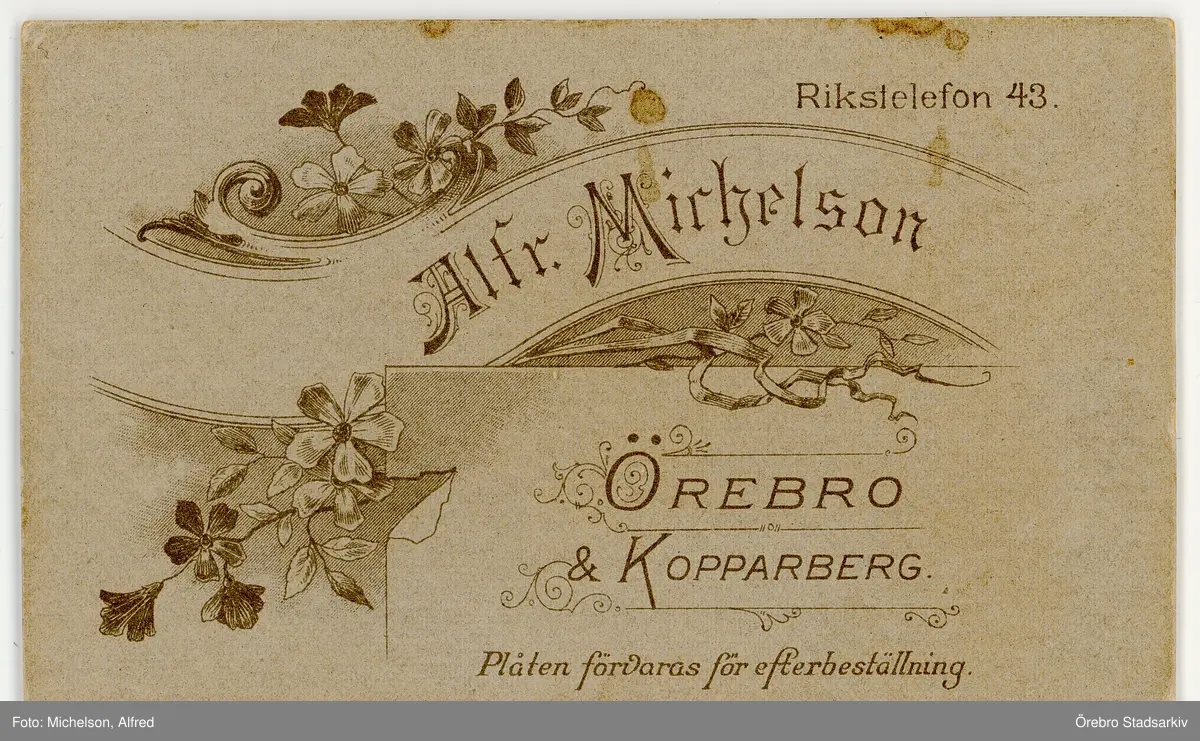 Rikstelefon 43.
Alfr. Michelson
ÖREBRO
& KOPPARBERG.
Plåten förvaras för efterbeställning.
Foto: Michelson, Alfred
Örebro Stadsarkiv